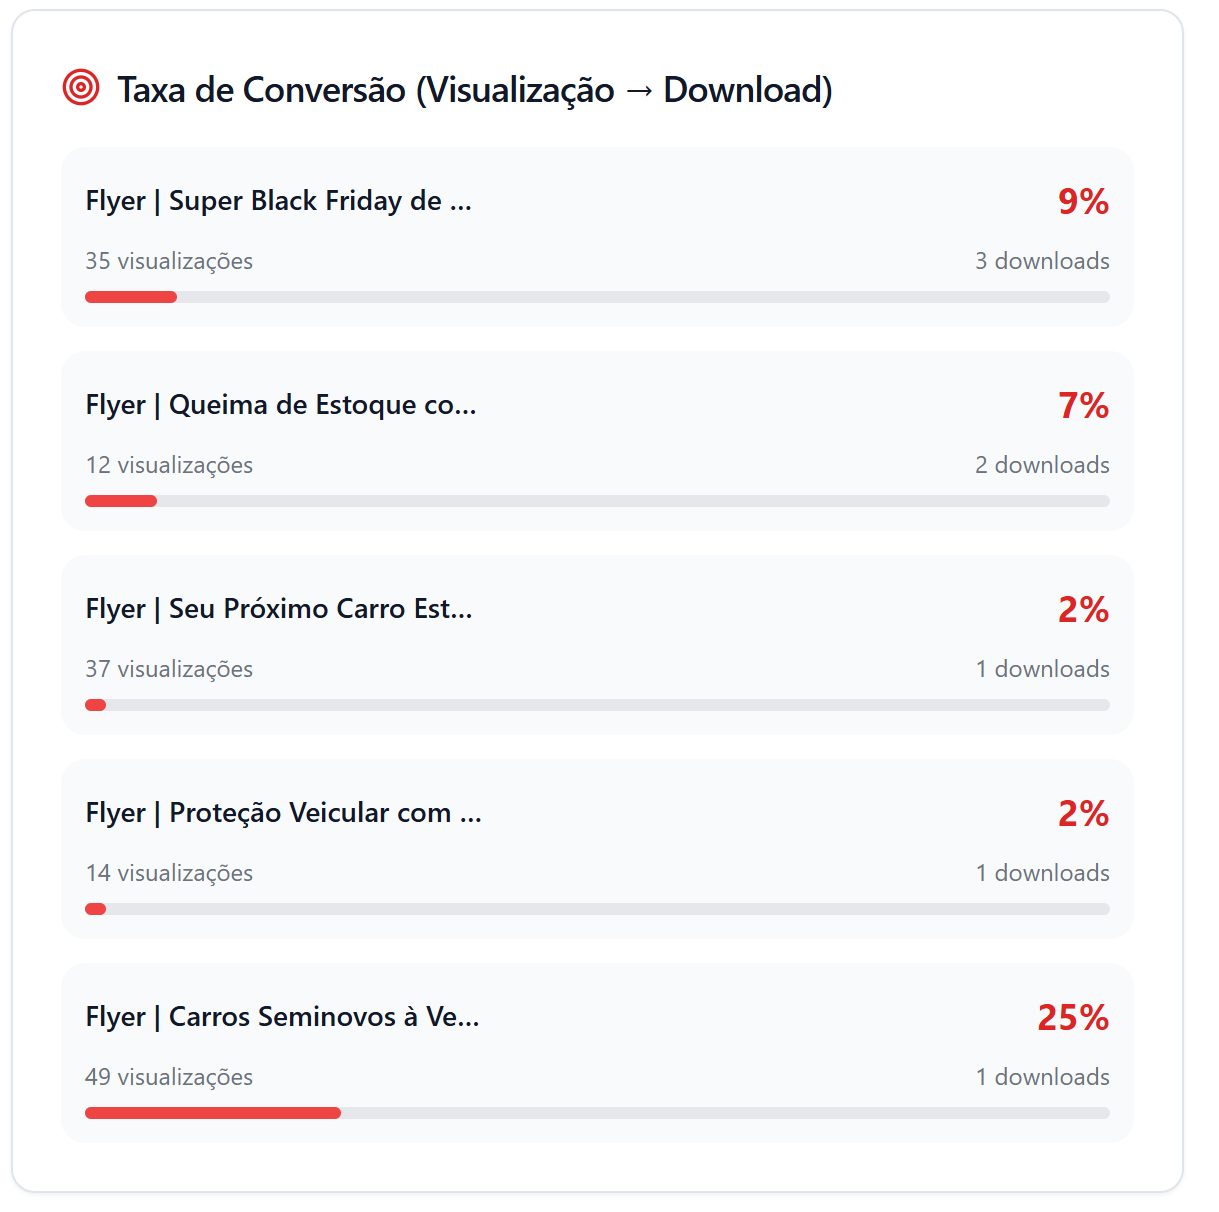 Taxa de Conversão (Visualização → Download)
Flyer | Super Black Friday de ... 9%
35 visualizações 3 downloads
Flyer | Queima de Estoque co... 7%
12 visualizações 2 downloads
Flyer | Seu Próximo Carro Est... 2%
37 visualizações 1 downloads
Flyer | Proteção Veicular com ... 2%
14 visualizações 1 downloads
Flyer | Carros Seminovos à Ve... 25%
49 visualizações 1 downloads